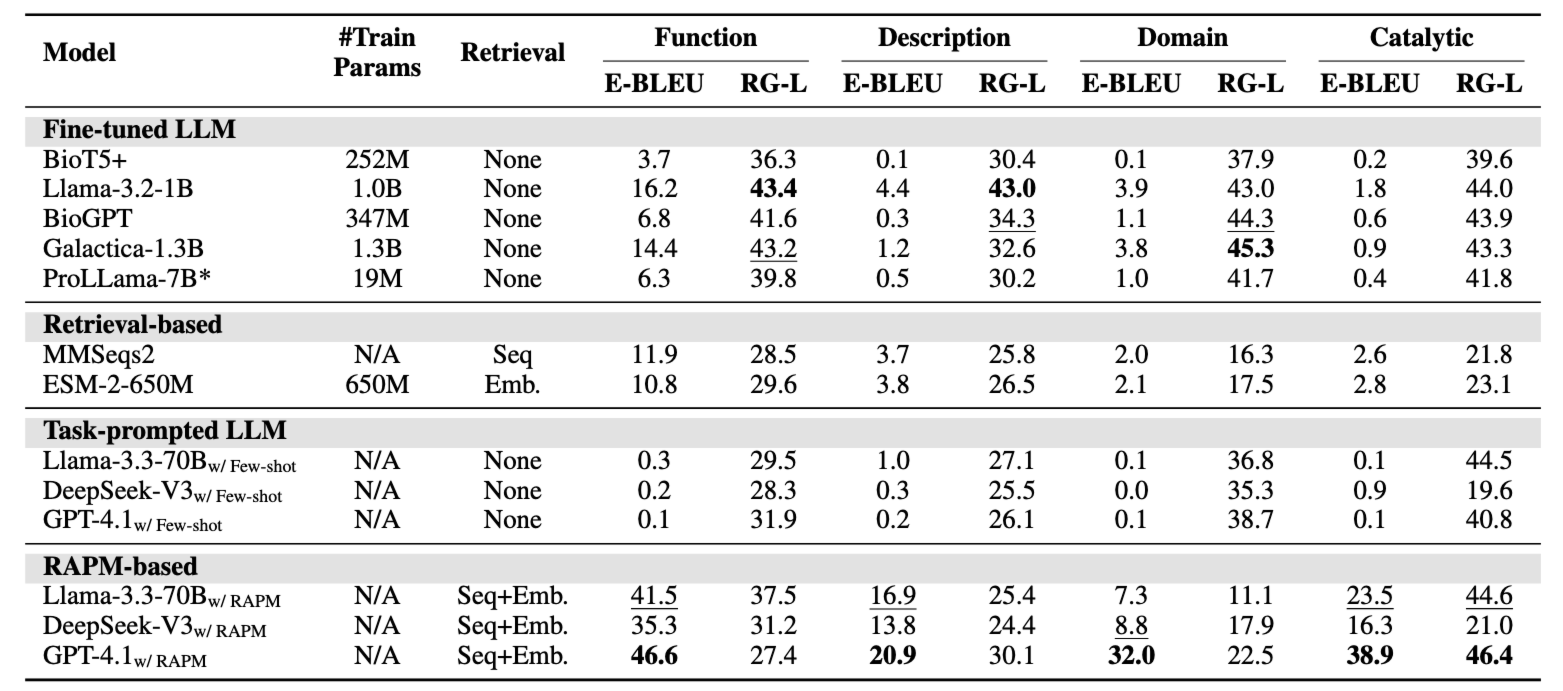 Model #Train Params Retrieval Function Description Domain Catalytic
E-BLEU RG-L E-BLEU RG-L E-BLEU RG-L E-BLEU RG-L
Fine-tuned LLM
BioT5+ 252M None 3.7 36.3 0.1 30.4 0.1 37.9 0.2 39.6
Llama-3.2-1B 1.0B None 16.2 43.4 4.4 43.0 3.9 43.0 1.8 44.0
BioGPT 347M None 6.8 41.6 0.3 34.3 1.1 44.3 0.6 43.9
Galactica-1.3B 1.3B None 14.4 43.2 1.2 32.6 3.8 45.3 0.9 43.3
ProLLama-7B* 19M None 6.3 39.8 0.5 30.2 1.0 41.7 0.4 41.8
Retrieval-based
MMSeqs2 N/A Seq 11.9 28.5 3.7 25.8 2.0 16.3 2.6 21.8
ESM-2-650M 650M Emb. 10.8 29.6 3.8 26.5 2.1 17.5 2.8 23.1
Task-prompted LLM
Llama-3.3-70Bw/ Few-shot N/A None 0.3 29.5 1.0 27.1 0.1 36.8 0.1 44.5
DeepSeek-V3w/ Few-shot N/A None 0.2 28.3 0.3 25.5 0.0 35.3 0.9 19.6
GPT-4.1w/ Few-shot N/A None 0.1 31.9 0.2 26.1 0.1 38.7 0.1 40.8
RAPM-based
Llama-3.3-70Bw/ RAPM N/A Seq+Emb. 41.5 37.5 16.9 25.4 7.3 11.1 23.5 44.6
DeepSeek-V3w/ RAPM N/A Seq+Emb. 35.3 31.2 13.8 24.4 8.8 17.9 16.3 21.0
GPT-4.1w/ RAPM N/A Seq+Emb. 46.6 27.4 20.9 30.1 32.0 22.5 38.9 46.4